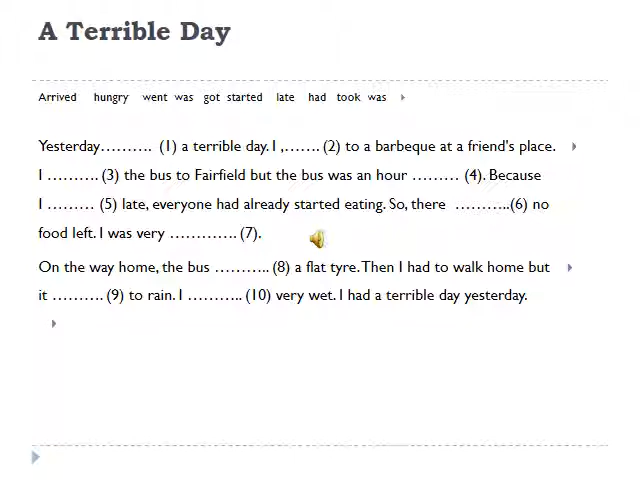 A Terrible Day
Arrived hungry went was got started late had took was
Yesterday………. (1) a terrible day. I ,……. (2) to a barbeque at a friend's place.
I ………. (3) the bus to Fairfield but the bus was an hour ……… (4). Because
I ……… (5) late, everyone had already started eating. So, there ………..(6) no
food left. I was very …………. (7).
On the way home, the bus ……….. (8) a flat tyre. Then I had to walk home but
it ………. (9) to rain. I ……….. (10) very wet. I had a terrible day yesterday.